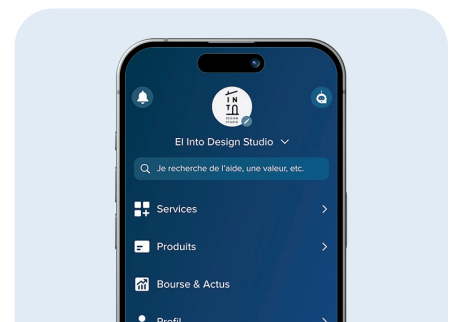 INTO
DESIGN
STUDIO
El Into Design Studio
Je recherche de l'aide, une valeur, etc.
Services
Produits
Bourse & Actus
Profil